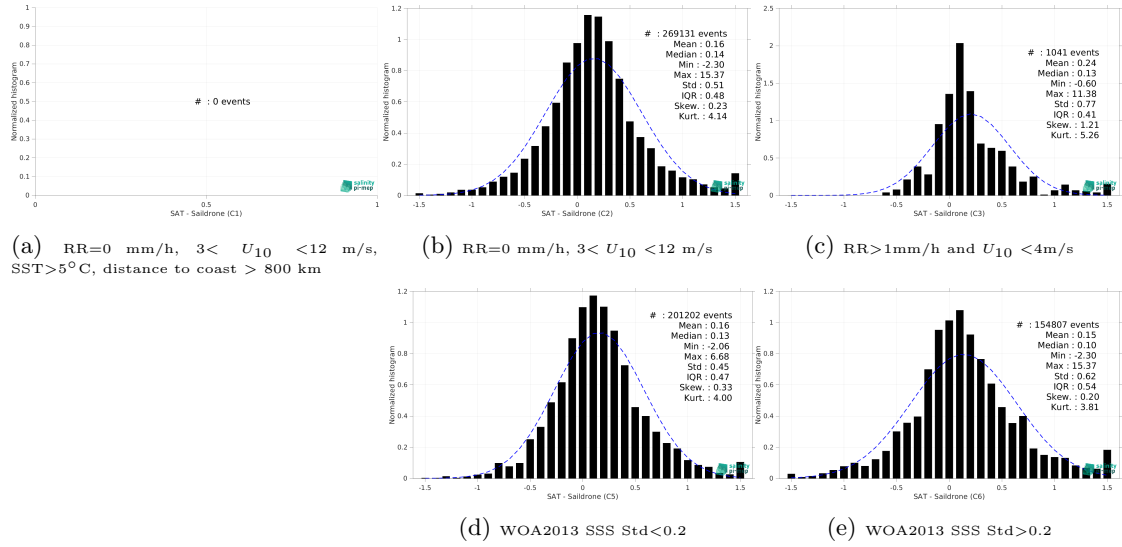 1
0.9
0.8
0.7
0.6
0.5
0.4
0.3
0.2
0.1
0
Normalized histogram
# : 0 events
salinity
pi-mep
0
0.5
1
SAT - Saildrone (C1)
(a) RR=0 mm/h, 3< U10 <12 m/s,
SST>5°C, distance to coast > 800 km
1.2
1
0.8
0.6
0.4
0.2
0
Normalized histogram
# : 269131 events
Mean : 0.16
Median : 0.14
Min : -2.30
Max : 15.37
Std : 0.51
IQR : 0.48
Skew. : 0.23
Kurt. : 4.14
salinity
pi-mep
-1.5 -1 -0.5 0 0.5 1 1.5
SAT - Saildrone (C2)
(b) RR=0 mm/h, 3< U10 <12 m/s
2.5
2
1.5
1
0.5
0
Normalized histogram
# : 1041 events
Mean : 0.24
Median : 0.13
Min : -0.60
Max : 11.38
Std : 0.77
IQR : 0.41
Skew. : 1.21
Kurt. : 5.26
salinity
pi-mep
-1.5 -1 -0.5 0 0.5 1 1.5
SAT - Saildrone (C3)
(c) RR>1mm/h and U10 <4m/s
1.2
1
0.8
0.6
0.4
0.2
0
Normalized histogram
# : 201202 events
Mean : 0.16
Median : 0.13
Min : -2.06
Max : 6.68
Std : 0.45
IQR : 0.47
Skew. : 0.33
Kurt. : 4.00
salinity
pi-mep
-1.5 -1 -0.5 0 0.5 1 1.5
SAT - Saildrone (C5)
(d) WOA2013 SSS Std<0.2
1.2
1
0.8
0.6
0.4
0.2
0
Normalized histogram
# : 154807 events
Mean : 0.15
Median : 0.10
Min : -2.30
Max : 15.37
Std : 0.62
IQR : 0.54
Skew. : 0.20
Kurt. : 3.81
salinity
pi-mep
-1.5 -1 -0.5 0 0.5 1 1.5
SAT - Saildrone (C6)
(e) WOA2013 SSS Std>0.2